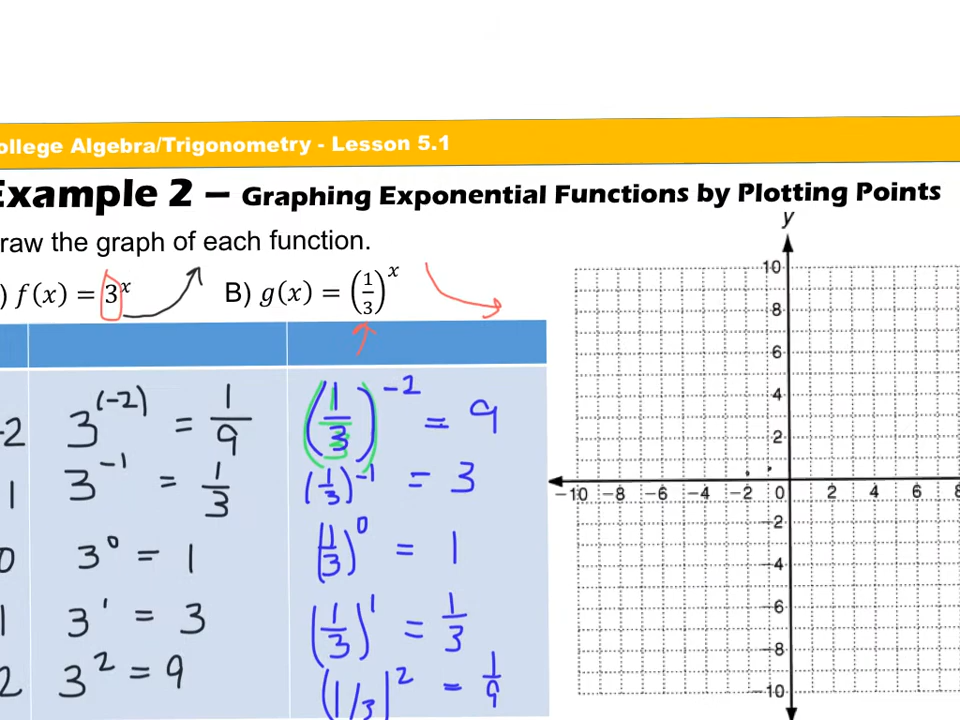 ollege Algebra/Trigonometry - Lesson 5.1
Example 2 – Graphing Exponential Functions by Plotting Points
raw the graph of each function.
) f(x) = 3^x B) g(x) = (1/3)^x
-2 3^(-2) = 1/9 (1/3)^-2 = 9
1 3^-1 = 1/3 (1/3)^-1 = 3
0 3^0 = 1 (1/3)^0 = 1
1 3^1 = 3 (1/3)^1 = 1/3
2 3^2 = 9 (1/3)^2 = 1/9
y
10
8
6
4
2
-10 -8 -6 -4 -2 0 2 4 6 8
-2
-4
-6
-8
-10